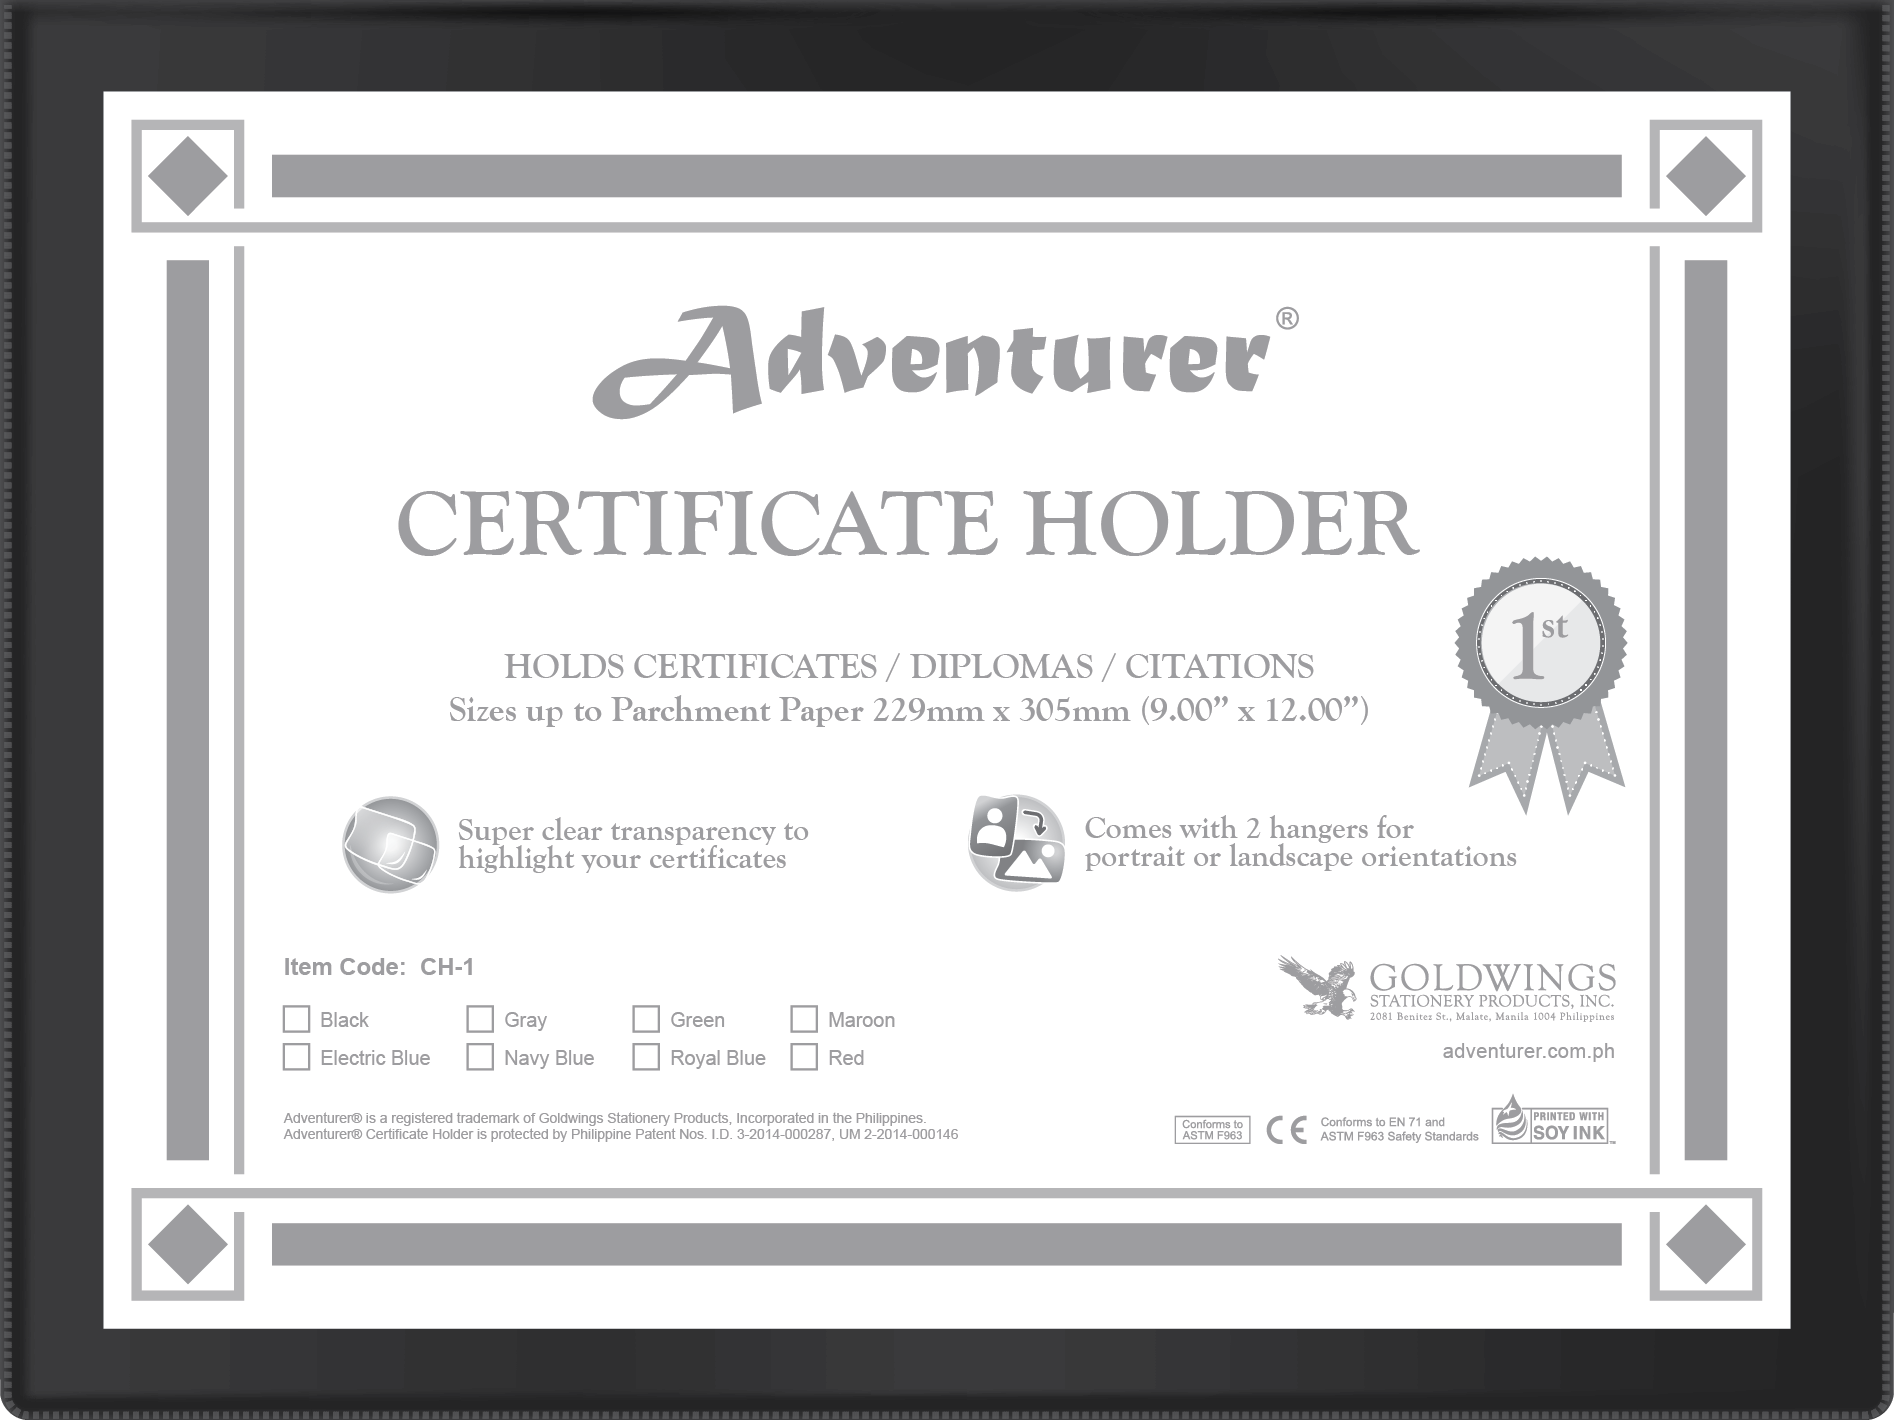 Adventurer®
CERTIFICATE HOLDER
1st
HOLDS CERTIFICATES / DIPLOMAS / CITATIONS
Sizes up to Parchment Paper 229mm x 305mm (9.00” x 12.00”)
Super clear transparency to
highlight your certificates
Comes with 2 hangers for
portrait or landscape orientations
Item Code: CH-1
Black Gray Green Maroon
Electric Blue Navy Blue Royal Blue Red
GOLDWINGS
STATIONERY PRODUCTS, INC.
2081 Benitez St., Malate, Manila 1004 Philippines
adventurer.com.ph
Adventurer® is a registered trademark of Goldwings Stationery Products, Incorporated in the Philippines.
Adventurer® Certificate Holder is protected by Philippine Patent Nos. I.D. 3-2014-000287, UM 2-2014-000146
Conforms to
ASTM F963
CE
Conforms to EN 71 and
ASTM F963 Safety Standards
PRINTED WITH
SOY INK™